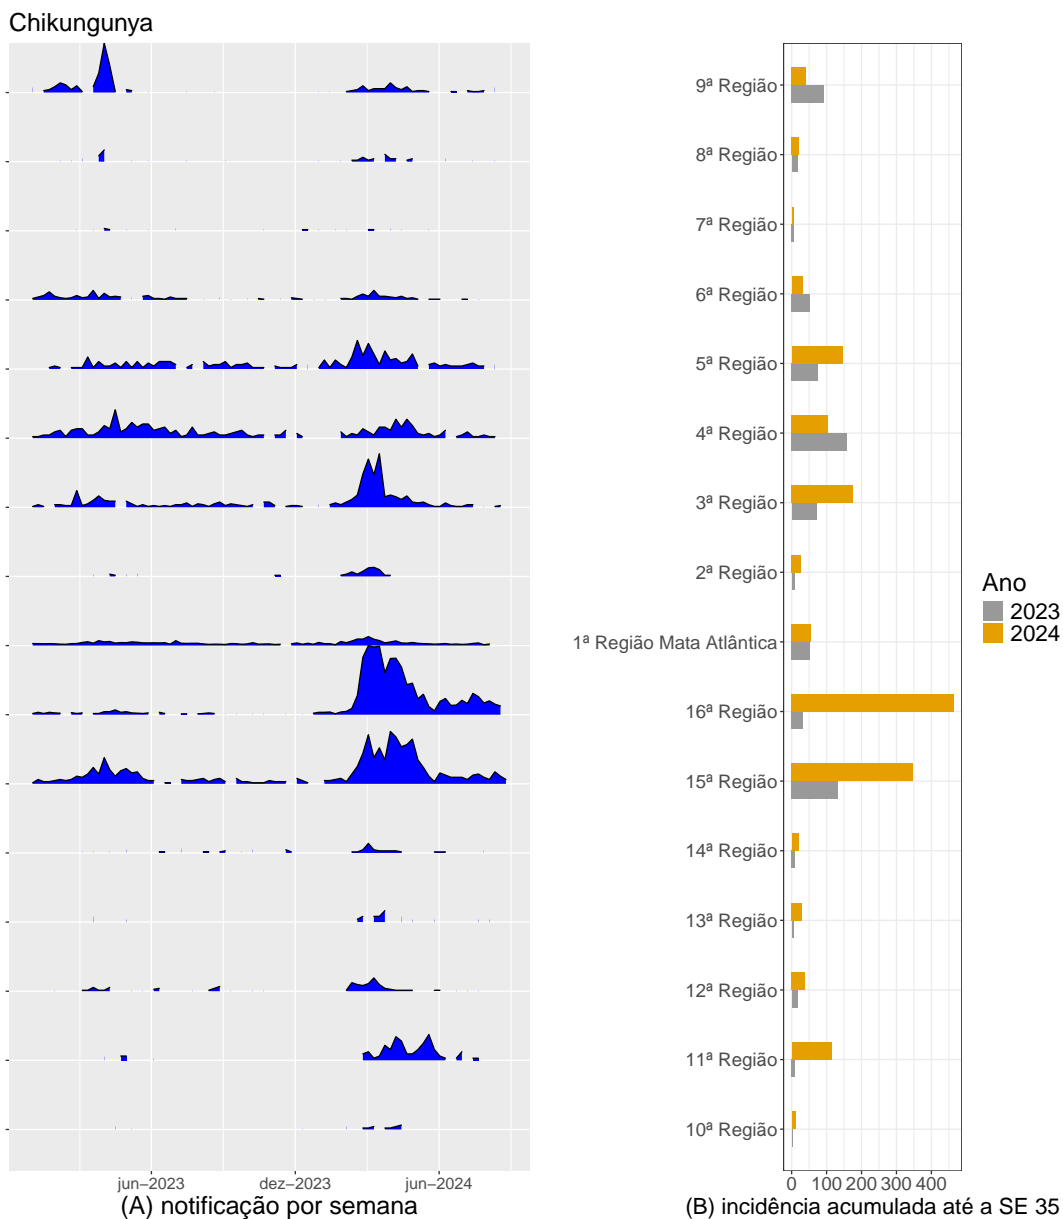 Chikungunya
9ª Região
8ª Região
7ª Região
6ª Região
5ª Região
4ª Região
3ª Região
2ª Região
1ª Região Mata Atlântica
16ª Região
15ª Região
14ª Região
13ª Região
12ª Região
11ª Região
10ª Região
Ano
2023
2024
jun–2023 dez–2023 jun–2024
0 100 200 300 400
(A) notificação por semana
(B) incidência acumulada até a SE 35